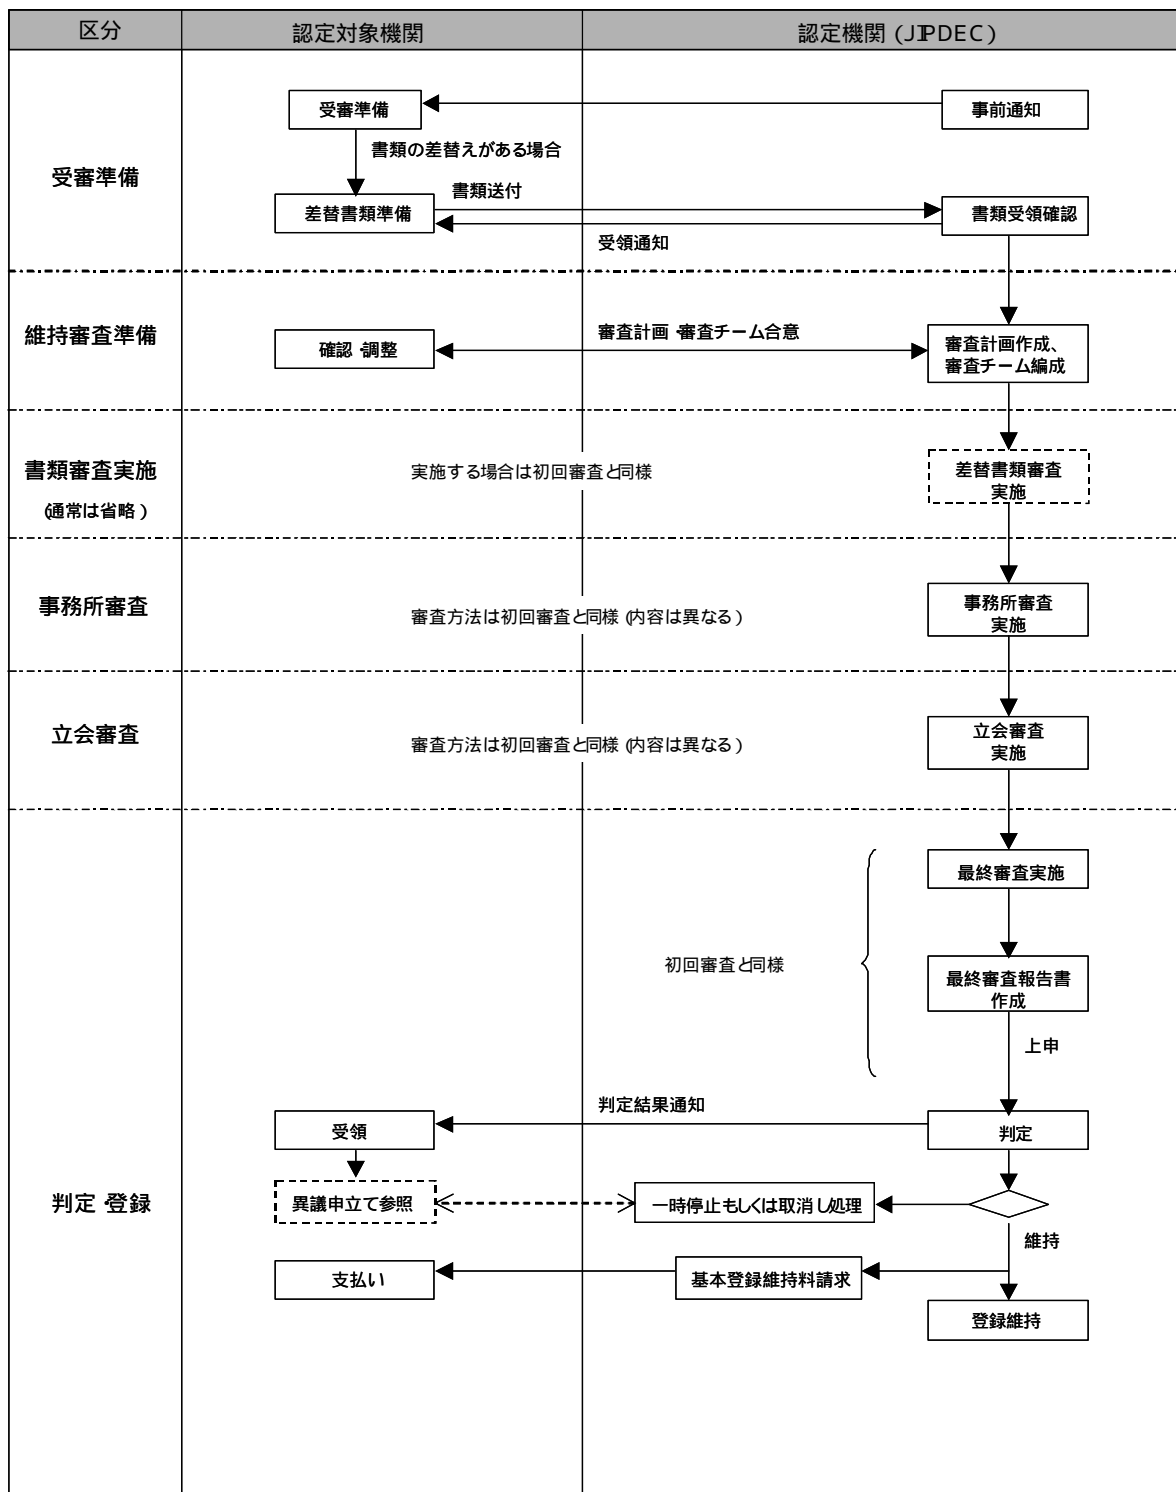 区分
認定対象機関
認定機関 (JIPDEC)
受審準備
事前通知
書類の差替えがある場合
受審準備
書類送付
差替書類準備
書類受領確認
受領通知
維持審査準備
審査計画・審査チーム合意
確認・調整
審査計画作成、
審査チーム編成
書類審査実施
(通常は省略)
実施する場合は初回審査と同様
差替書類審査
実施
事務所審査
審査方法は初回審査と同様 (内容は異なる)
事務所審査
実施
立会審査
審査方法は初回審査と同様 (内容は異なる)
立会審査
実施
最終審査実施
初回審査と同様
最終審査報告書
作成
上申
判定結果通知
受領
判定
判定・登録
異議申立て参照
一時停止もしくは取消し処理
維持
支払い
基本登録維持料請求
登録維持